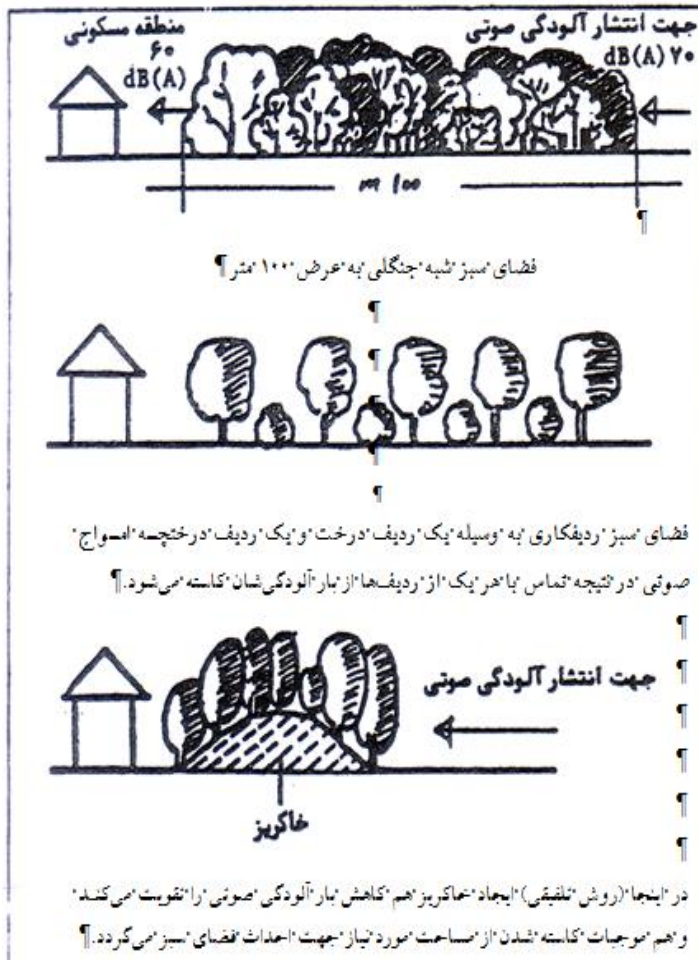 جهت انتشار آلودگی صوتی
۷۰ dB(A)
منطقه مسکونی
۶۰
dB(A)
۱۰۰ m
فضای سبز شبه جنگلی به عرض ۱۰۰ متر
فضای سبز ردیفکاری به وسیله یک ردیف درخت و یک ردیف درختچه امواج
صوتی در نتیجه تماس با هر یک از ردیف‌ها از بار آلودگی‌شان کاسته می‌شود.
جهت انتشار آلودگی صوتی
خاکریز
در اینجا (روش تلفیقی) ایجاد خاکریز هم کاهش بار آلودگی صوتی را تقویت می‌کند
و هم موجبات کاسته شدن از مساحت مورد نیاز جهت احداث فضای سبز می‌گردد.